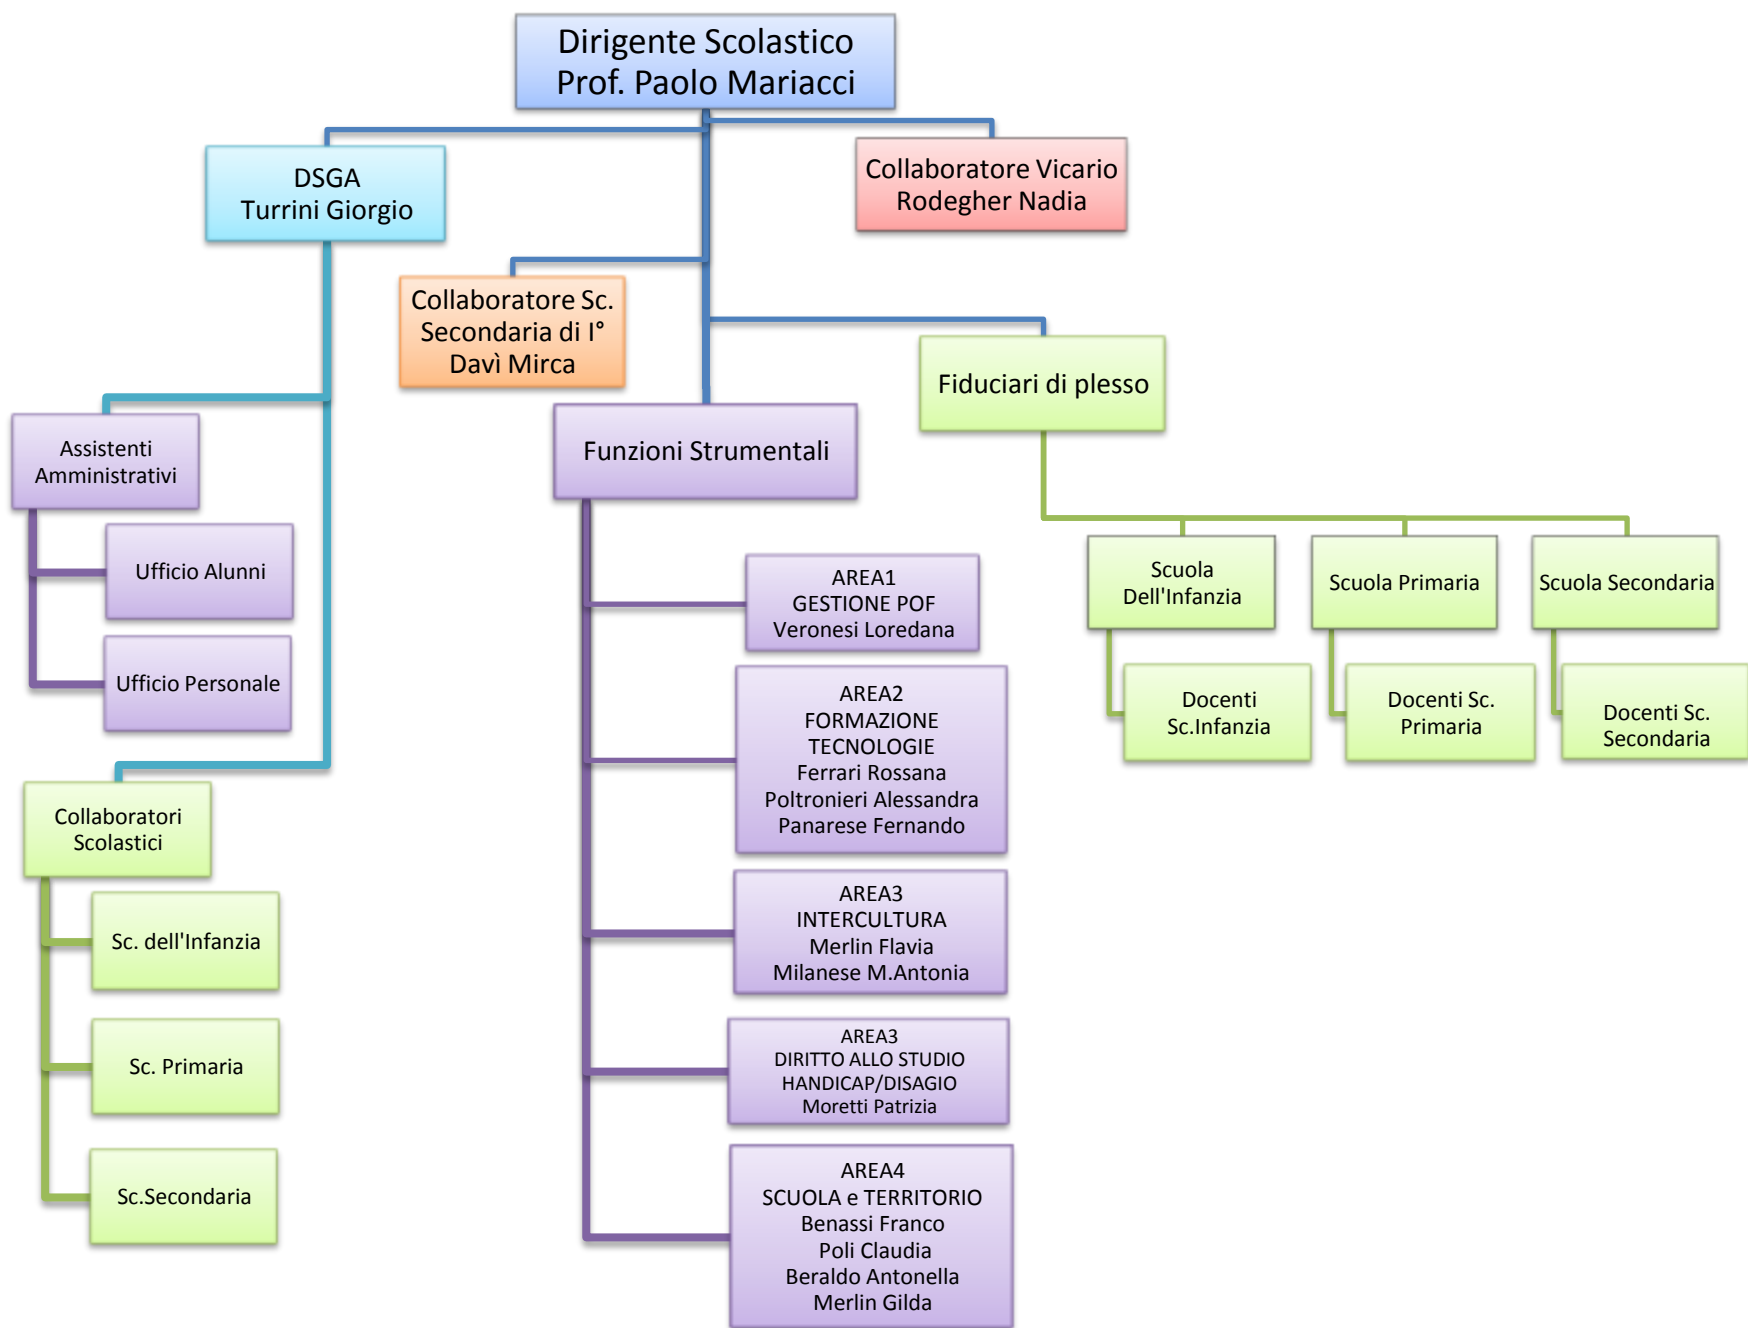 Dirigente Scolastico
Prof. Paolo Mariacci
DSGA
Turrini Giorgio
Collaboratore Vicario
Rodegher Nadia
Collaboratore Sc.
Secondaria di I°
Davì Mirca
Fiduciari di plesso
Assistenti
Amministrativi
Funzioni Strumentali
Ufficio Alunni
Ufficio Personale
Collaboratori
Scolastici
Sc. dell'Infanzia
Sc. Primaria
Sc.Secondaria
AREA1
GESTIONE POF
Veronesi Loredana
AREA2
FORMAZIONE
TECNOLOGIE
Ferrari Rossana
Poltronieri Alessandra
Panarese Fernando
AREA3
INTERCULTURA
Merlin Flavia
Milanese M.Antonia
AREA3
DIRITTO ALLO STUDIO
HANDICAP/DISAGIO
Moretti Patrizia
AREA4
SCUOLA e TERRITORIO
Benassi Franco
Poli Claudia
Beraldo Antonella
Merlin Gilda
Scuola
Dell'Infanzia
Scuola Primaria
Scuola Secondaria
Docenti
Sc.Infanzia
Docenti Sc.
Primaria
Docenti Sc.
Secondaria